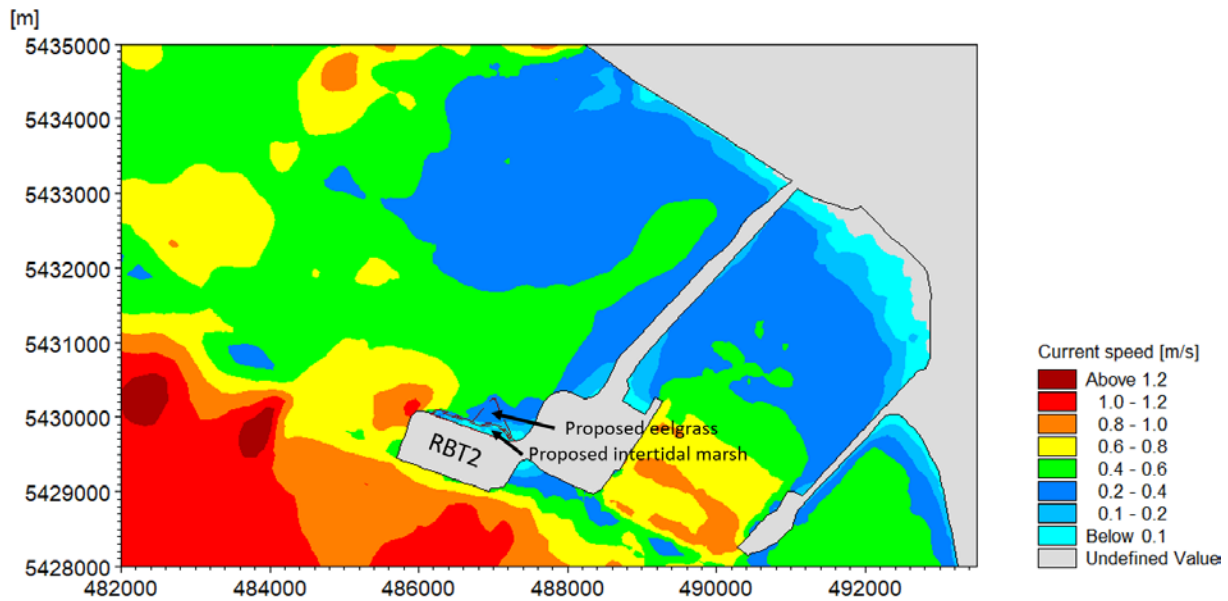 [m]
5435000
5434000
5433000
5432000
5431000
5430000
5429000
5428000
482000 484000 486000 488000 490000 492000
RBT2
Proposed eelgrass
Proposed intertidal marsh
Current speed [m/s]
Above 1.2
1.0 - 1.2
0.8 - 1.0
0.6 - 0.8
0.4 - 0.6
0.2 - 0.4
0.1 - 0.2
Below 0.1
Undefined Value